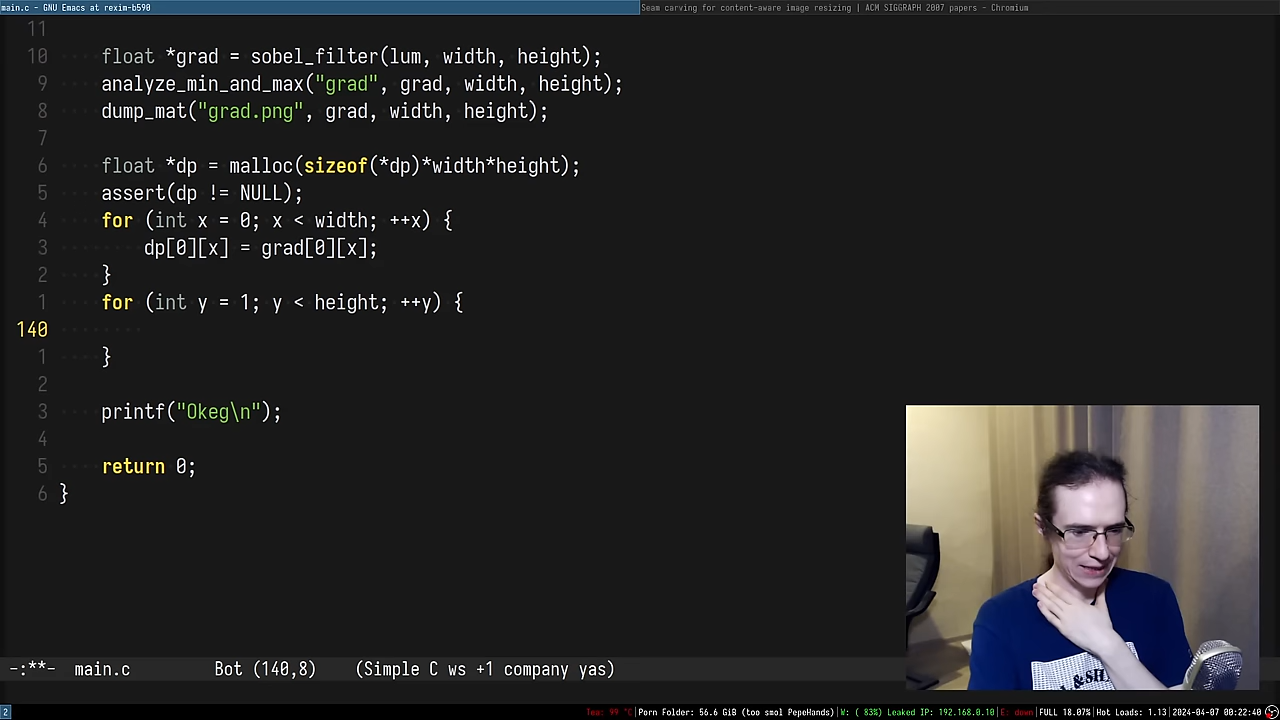 main.c - GNU Emacs at rexim-b590
Seam carving for content-aware image resizing | ACM SIGGRAPH 2007 papers - Chromium
11
10 float *grad = sobel_filter(lum, width, height);
9 analyze_min_and_max("grad", grad, width, height);
8 dump_mat("grad.png", grad, width, height);
7
6 float *dp = malloc(sizeof(*dp)*width*height);
5 assert(dp != NULL);
4 for (int x = 0; x < width; ++x) {
3 dp[0][x] = grad[0][x];
2 }
1 for (int y = 1; y < height; ++y) {
140
1 }
2
3 printf("Okeg\n");
4
5 return 0;
6 }
-:**- main.c Bot (140,8) (Simple C ws +1 company yas)
2 Tea: 99 °C|Porn Folder: 56.6 GiB (too smol PepeHands)|W: ( 83%) Leaked IP: 192.168.0.10|E: down|FULL 18.07%|Hot Loads: 1.13|2024-04-07 00:22:40